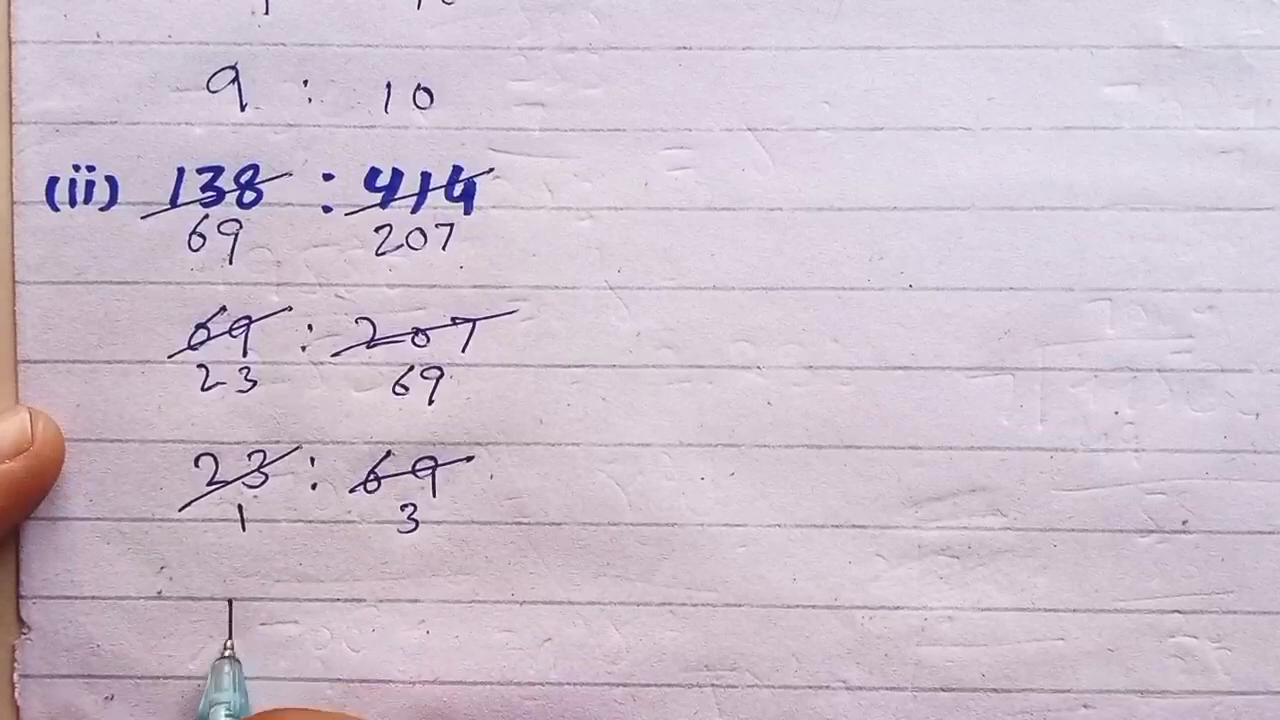 9 : 10
(ii) 138 : 414
69 207
69 : 207
23 69
23 : 69
1 3